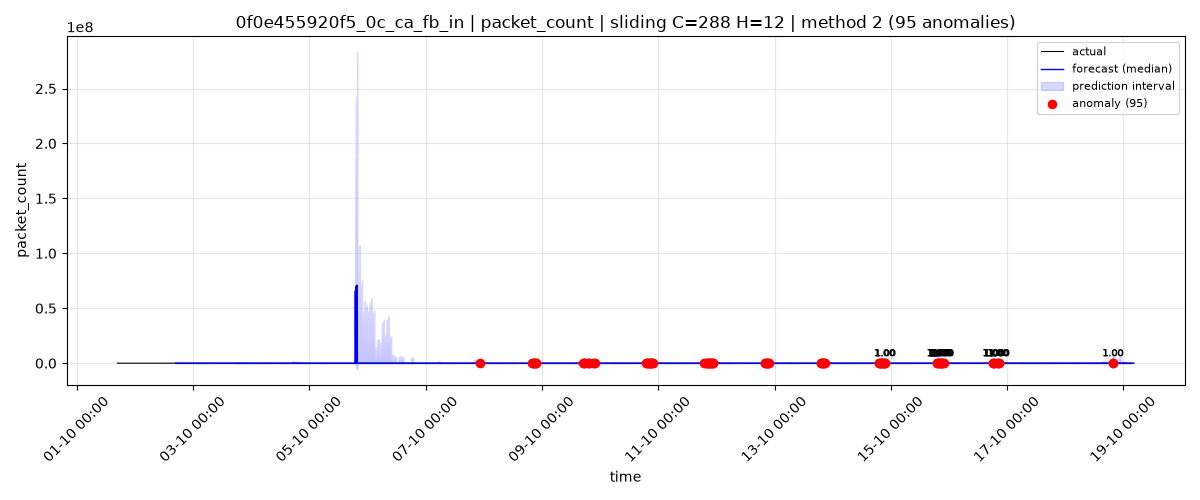 0f0e455920f5_0c_ca_fb_in | packet_count | sliding C=288 H=12 | method 2 (95 anomalies)
1e8
actual
forecast (median)
prediction interval
anomaly (95)
2.5
2.0
1.5
1.0
0.5
0.0
packet_count
1.00
1.00
01-10 00:00
03-10 00:00
05-10 00:00
07-10 00:00
09-10 00:00
11-10 00:00
13-10 00:00
15-10 00:00
17-10 00:00
19-10 00:00
time